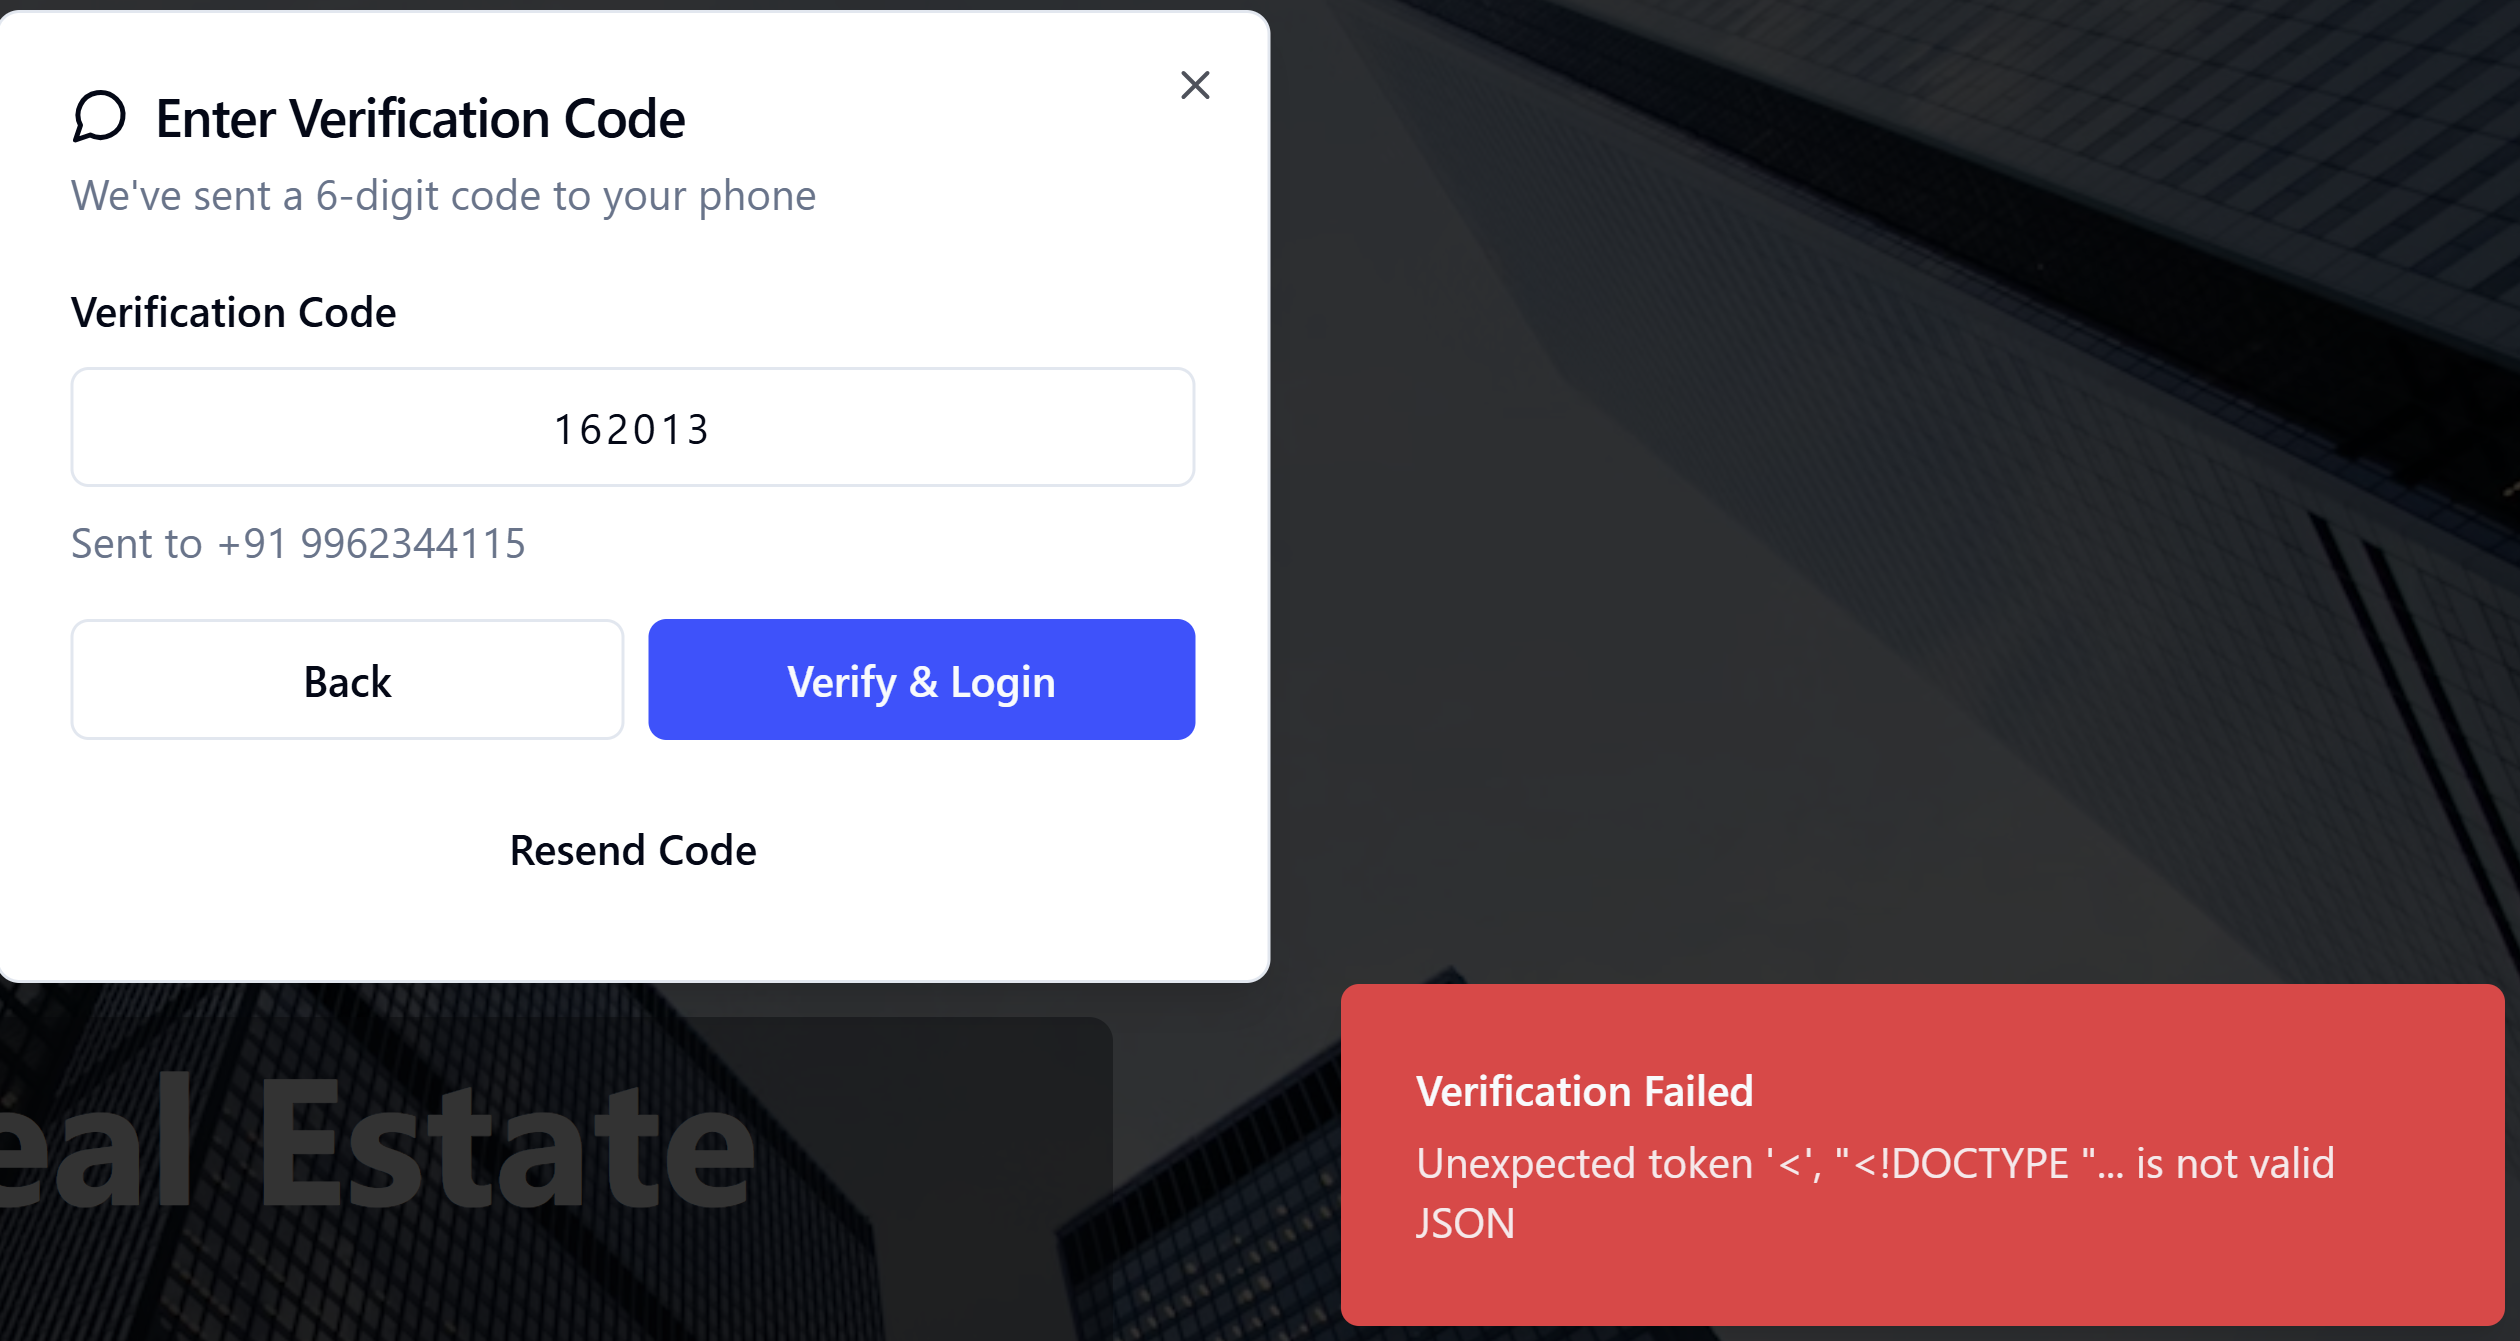 Enter Verification Code
We've sent a 6-digit code to your phone
Verification Code
162013
Sent to +91 9962344115
Back
Verify & Login
Resend Code
eal Estate
Verification Failed
Unexpected token '<', "<!DOCTYPE "... is not valid
JSON